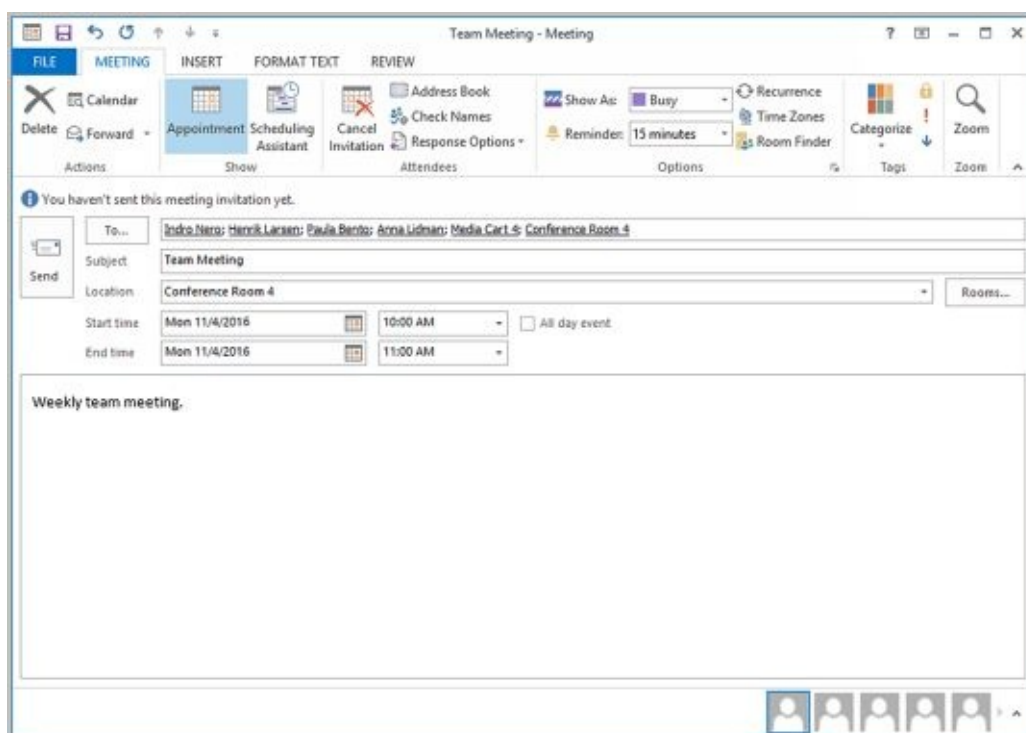 Team Meeting - Meeting
FILE MEETING INSERT FORMAT TEXT REVIEW
Delete
Calendar
Forward
Actions
Appointment
Scheduling
Assistant
Show
Cancel
Invitation
Address Book
Check Names
Response Options
Attendees
Show As: Busy
Reminder: 15 minutes
Recurrence
Time Zones
Room Finder
Options
Categorize
Tags
Zoom
Zoom
You haven't sent this meeting invitation yet.
Send
To... Indro Nero; Henrik Larsen; Paula Bento; Anna Lidman; Media Cart 4; Conference Room 4
Subject Team Meeting
Location Conference Room 4 Rooms...
Start time Mon 11/4/2016 10:00 AM All day event
End time Mon 11/4/2016 11:00 AM
Weekly team meeting.